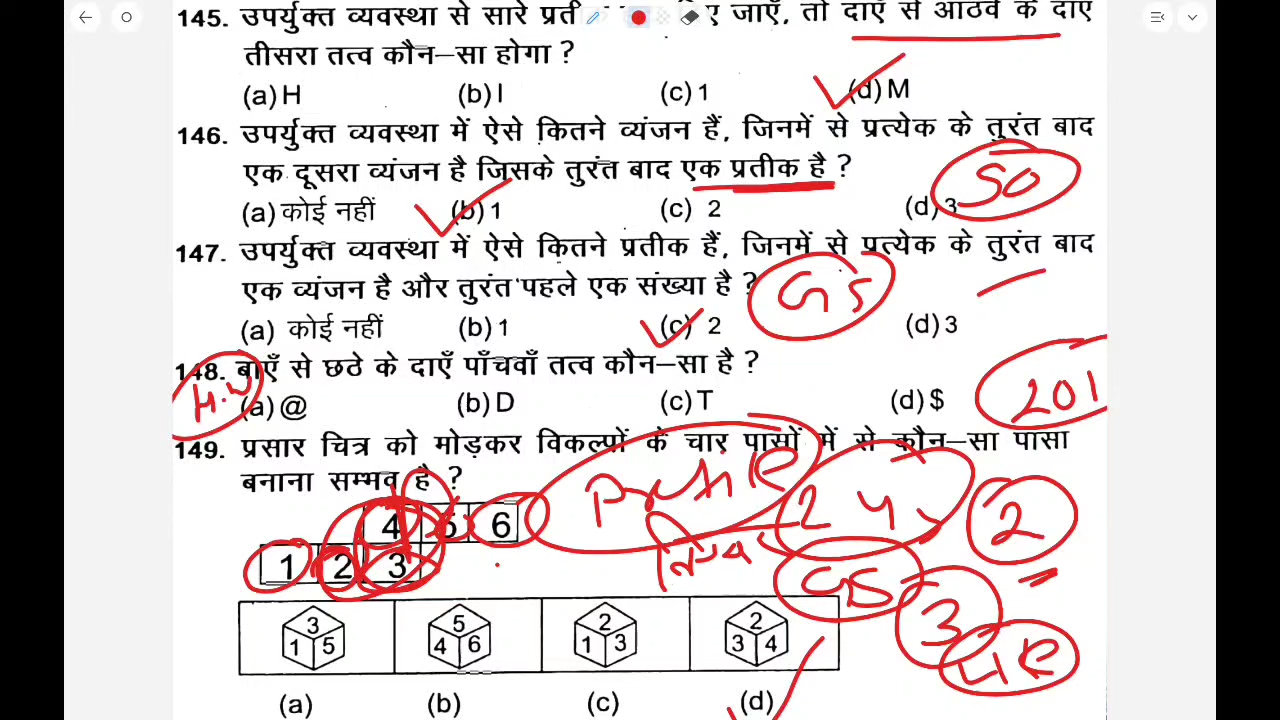 145. उपर्युक्त व्यवस्था से सारे प्रती ए जाएँ, तो दाएँ से आठवें के दाएँ
तीसरा तत्व कौन–सा होगा ?
(a) H (b) I (c) 1 (d) M
146. उपर्युक्त व्यवस्था में ऐसे कितने व्यंजन हैं, जिनमें से प्रत्येक के तुरंत बाद
एक दूसरा व्यंजन है जिसके तुरंत बाद एक प्रतीक है ?
50
(a) कोई नहीं (b) 1 (c) 2 (d) 3
147. उपर्युक्त व्यवस्था में ऐसे कितने प्रतीक हैं, जिनमें से प्रत्येक के तुरंत बाद
एक व्यंजन है और तुरंत पहले एक संख्या है ?
GS
(a) कोई नहीं (b) 1 (c) 2 (d) 3
148. बाएँ से छठे के दाएँ पाँचवाँ तत्व कौन–सा है ?
H.W
201
(a) @ (b) D (c) T (d) $
149. प्रसार चित्र को मोड़कर विकल्पों के चार पासों में से कौन–सा पासा
बनाना सम्भव है ?
4 5 6
24
2
1 2 3
GS
3
3 1 5
5 4 6
2 1 3
2 3 4
(a) (b) (c) (d)